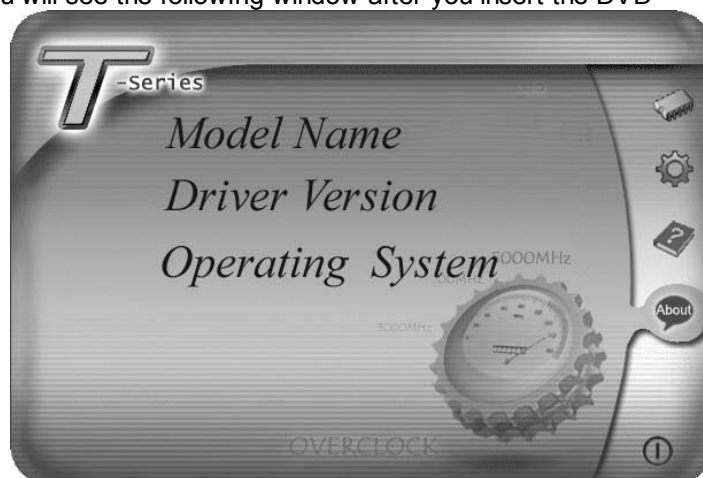 u will see the following window after you insert the DVD
T-Series
Model Name
Driver Version
Operating System
5000MHz
3000MHz
About
OVERCLOCK